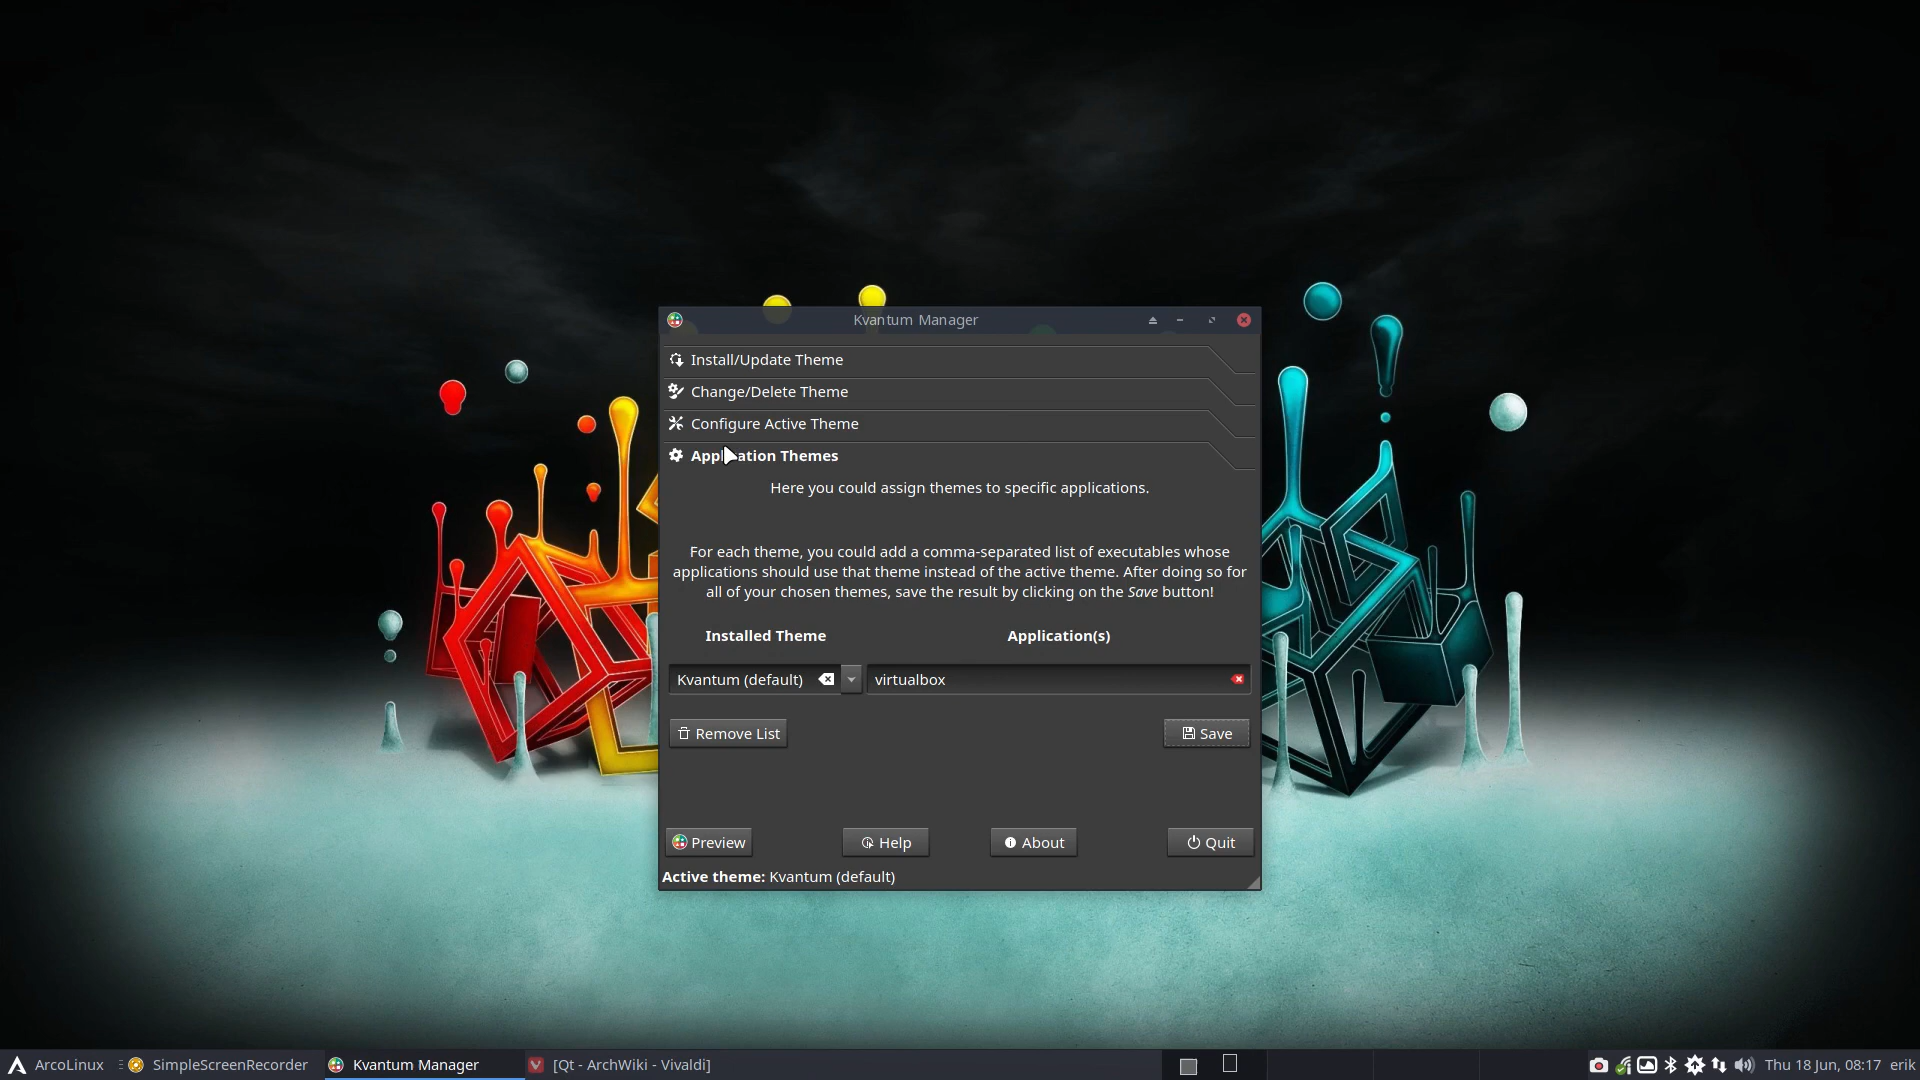 Kvantum Manager
Install/Update Theme
Change/Delete Theme
Configure Active Theme
Application Themes
Here you could assign themes to specific applications.
For each theme, you could add a comma-separated list of executables whose
applications should use that theme instead of the active theme. After doing so for
all of your chosen themes, save the result by clicking on the Save button!
Installed Theme Application(s)
Kvantum (default) virtualbox
Remove List Save
Preview Help About Quit
Active theme: Kvantum (default)
ArcoLinux SimpleScreenRecorder Kvantum Manager [Qt - ArchWiki - Vivaldi] Thu 18 Jun, 08:17 erik